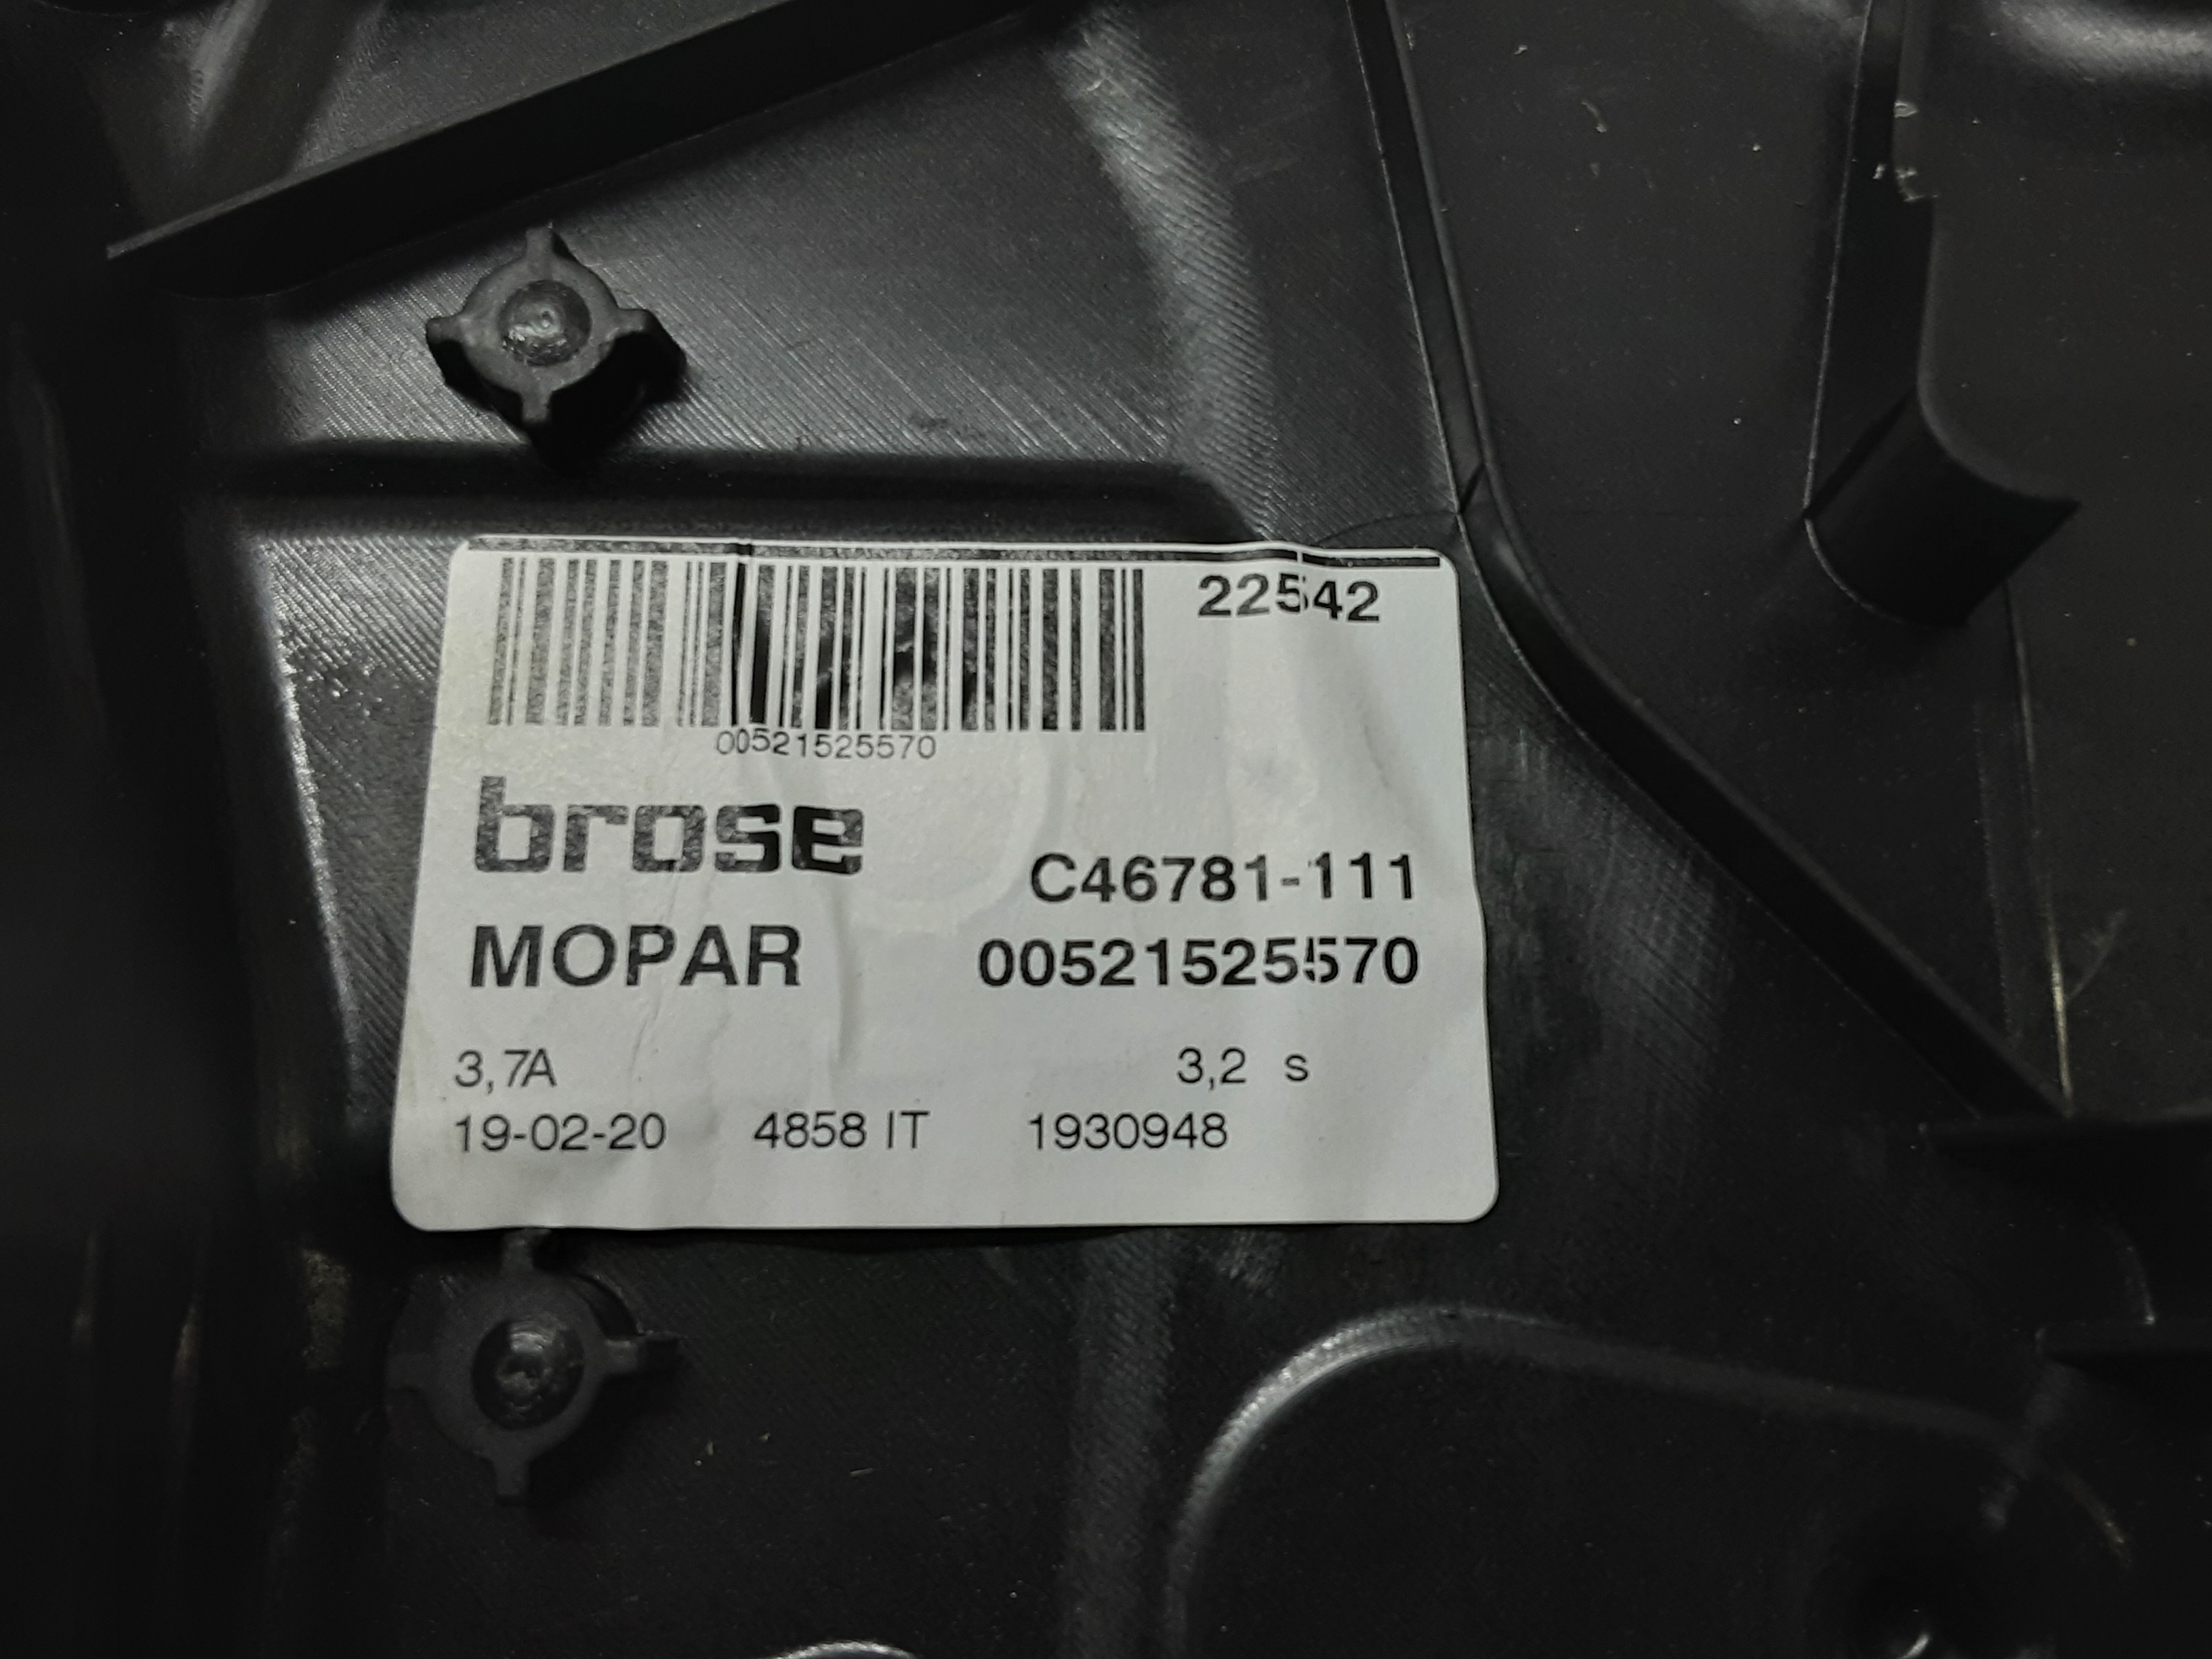 22542
00521525570
brose
C46781-111
MOPAR 00521525570
3,7A 3,2 s
19-02-20 4858 IT 1930948